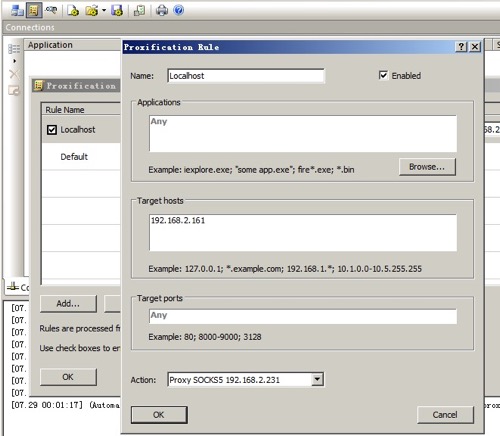 Connections
Application
S
Proxification
Rule Name
Localhost
Default
Add...
Rules are processed
Use check boxes to
OK
[07.
[07.
[07.
[07.
[07.
[07.
[07.
[07.
[07.29 00:01:17] (Automa
Proxification Rule
Name:
Localhost
Enabled
Applications
Any
Example: iexplore.exe; "some app.exe"; fire*.exe; *.bin
Browse...
Target hosts
192.168.2.161
Example: 127.0.0.1; *.example.com; 192.168.1.*; 10.1.0.0-10.5.255.255
Target ports
Any
Example: 80; 8000-9000; 3128
Action:
Proxy SOCKS5 192.168.2.231
OK
Cancel